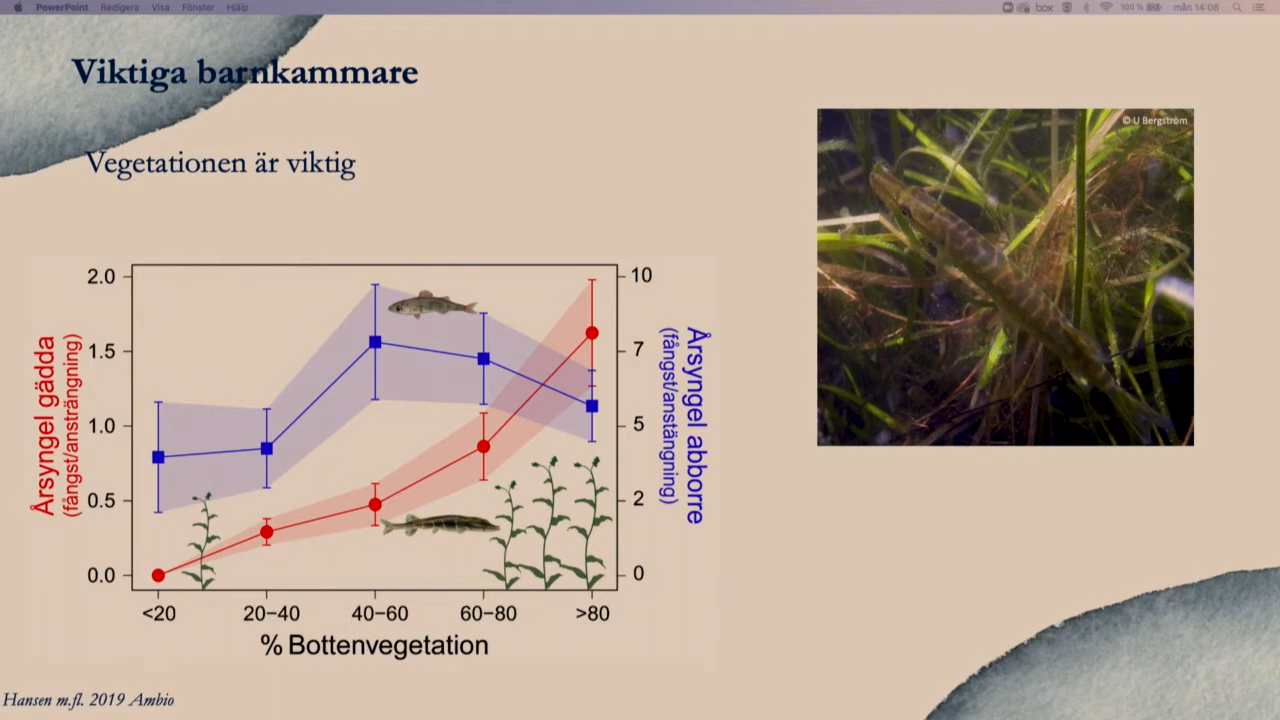 PowerPoint Redigera Visa Fönster Hjälp
box 100 % mån 14:08
Viktiga barnkammare
Vegetationen är viktig
© U Bergström
Årsyngel gädda
(fångst/ansträngning)
2.0
1.5
1.0
0.5
0.0
10
7
5
2
0
Årsyngel abborre
(fångst/anstängning)
<20 20−40 40−60 60−80 >80
% Bottenvegetation
Hansen m.fl. 2019 Ambio